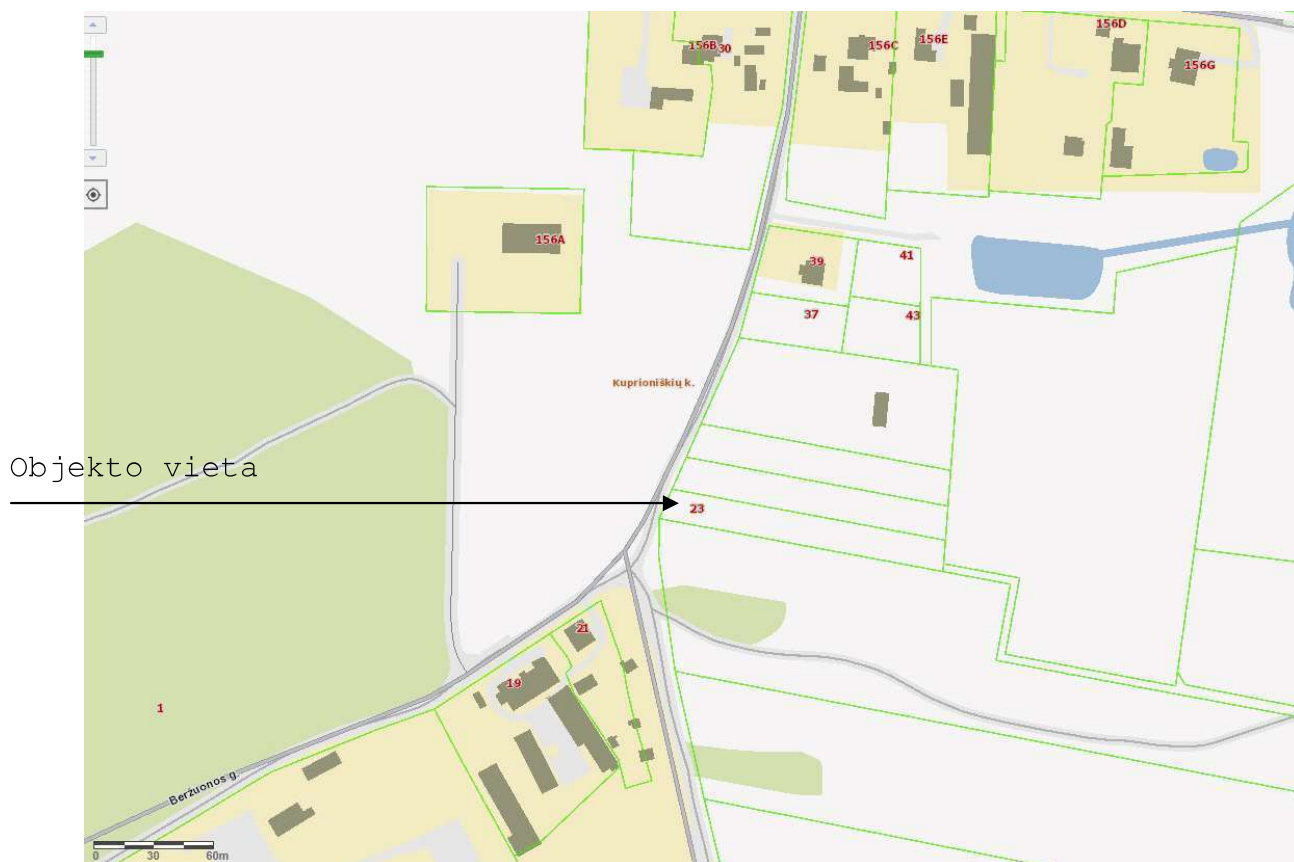 156D
156B 30
156C
156E
156G
156A
39
41
37
43
Kuprioniškių k.
Objekto vieta
23
21
19
1
Beržuonos g.
0 30 60m